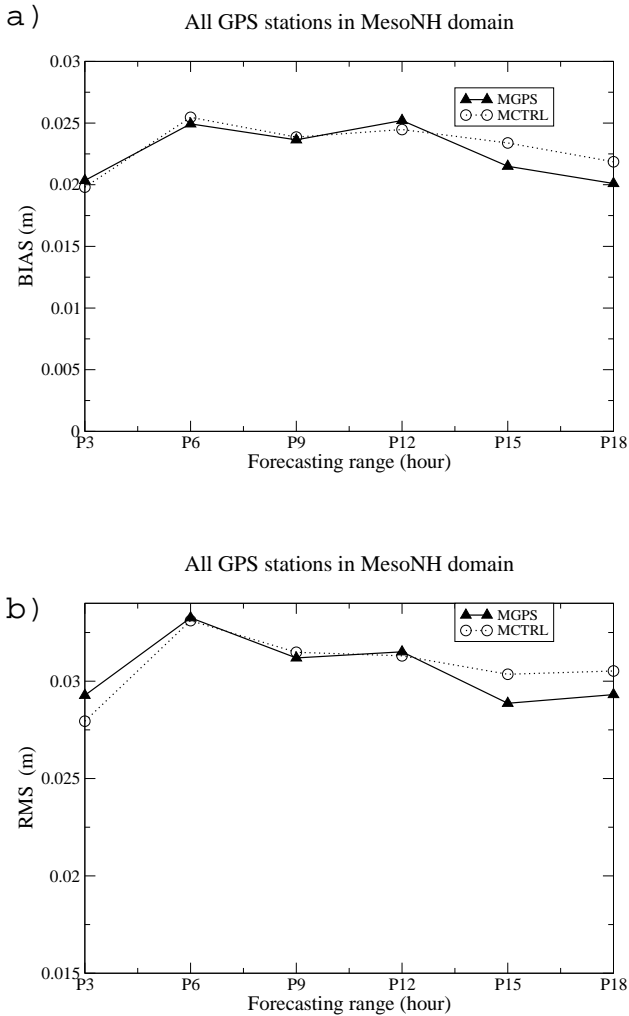 a)
All GPS stations in MesoNH domain
0.03
0.025
0.02
0.015
0.01
0.005
0
BIAS (m)
MGPS
MCTRL
P3 P6 P9 P12 P15 P18
Forecasting range (hour)
b)
All GPS stations in MesoNH domain
0.03
0.025
0.02
0.015
RMS (m)
MGPS
MCTRL
P3 P6 P9 P12 P15 P18
Forecasting range (hour)